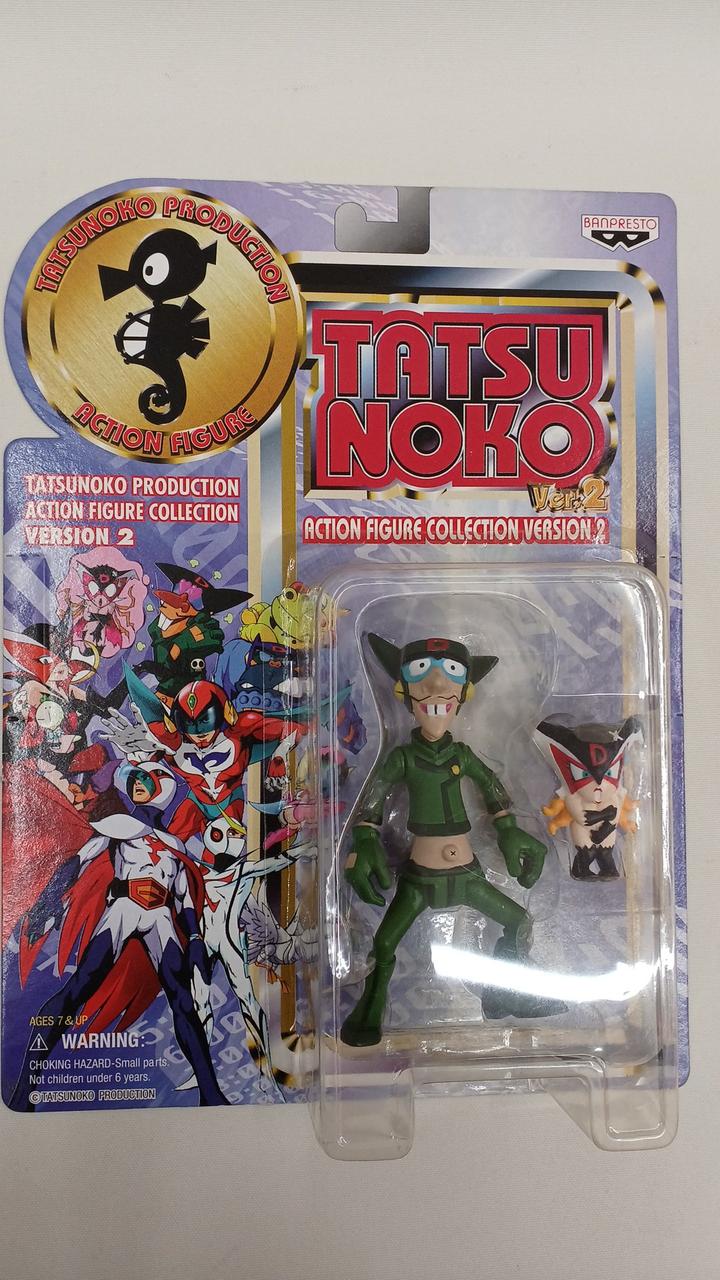 TATSUNOKO PRODUCTION
ACTION FIGURE
BANPRESTO
TATSU
NOKO
Ver.2
ACTION FIGURE COLLECTION VERSION 2
TATSUNOKO PRODUCTION
ACTION FIGURE COLLECTION
VERSION 2
D
D
D
D
AGES 7 & UP
⚠ WARNING:
CHOKING HAZARD-Small parts.
Not children under 6 years.
© TATSUNOKO PRODUCTION